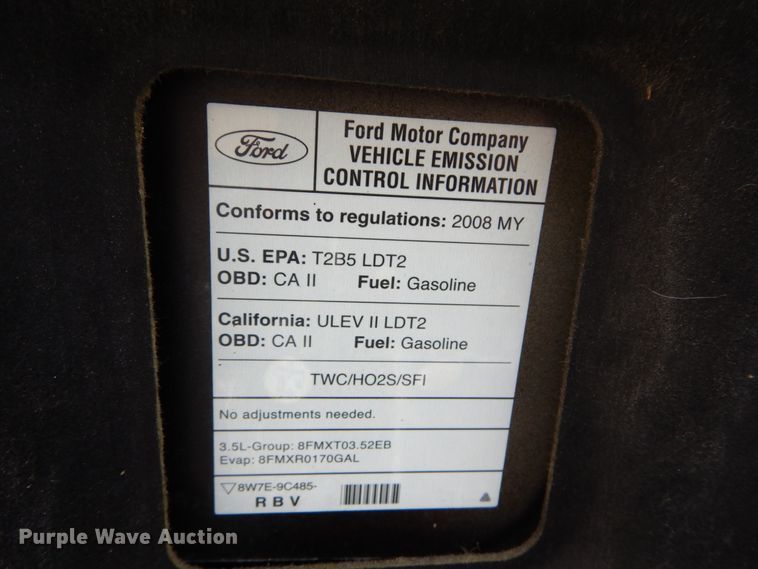 Ford
Ford Motor Company
VEHICLE EMISSION
CONTROL INFORMATION
Conforms to regulations: 2008 MY
U.S. EPA: T2B5 LDT2
OBD: CA II Fuel: Gasoline
California: ULEV II LDT2
OBD: CA II Fuel: Gasoline
TWC/HO2S/SFI
No adjustments needed.
3.5L-Group: 8FMXT03.52EB
Evap: 8FMXR0170GAL
8W7E-9C485-
R B V
Purple Wave Auction